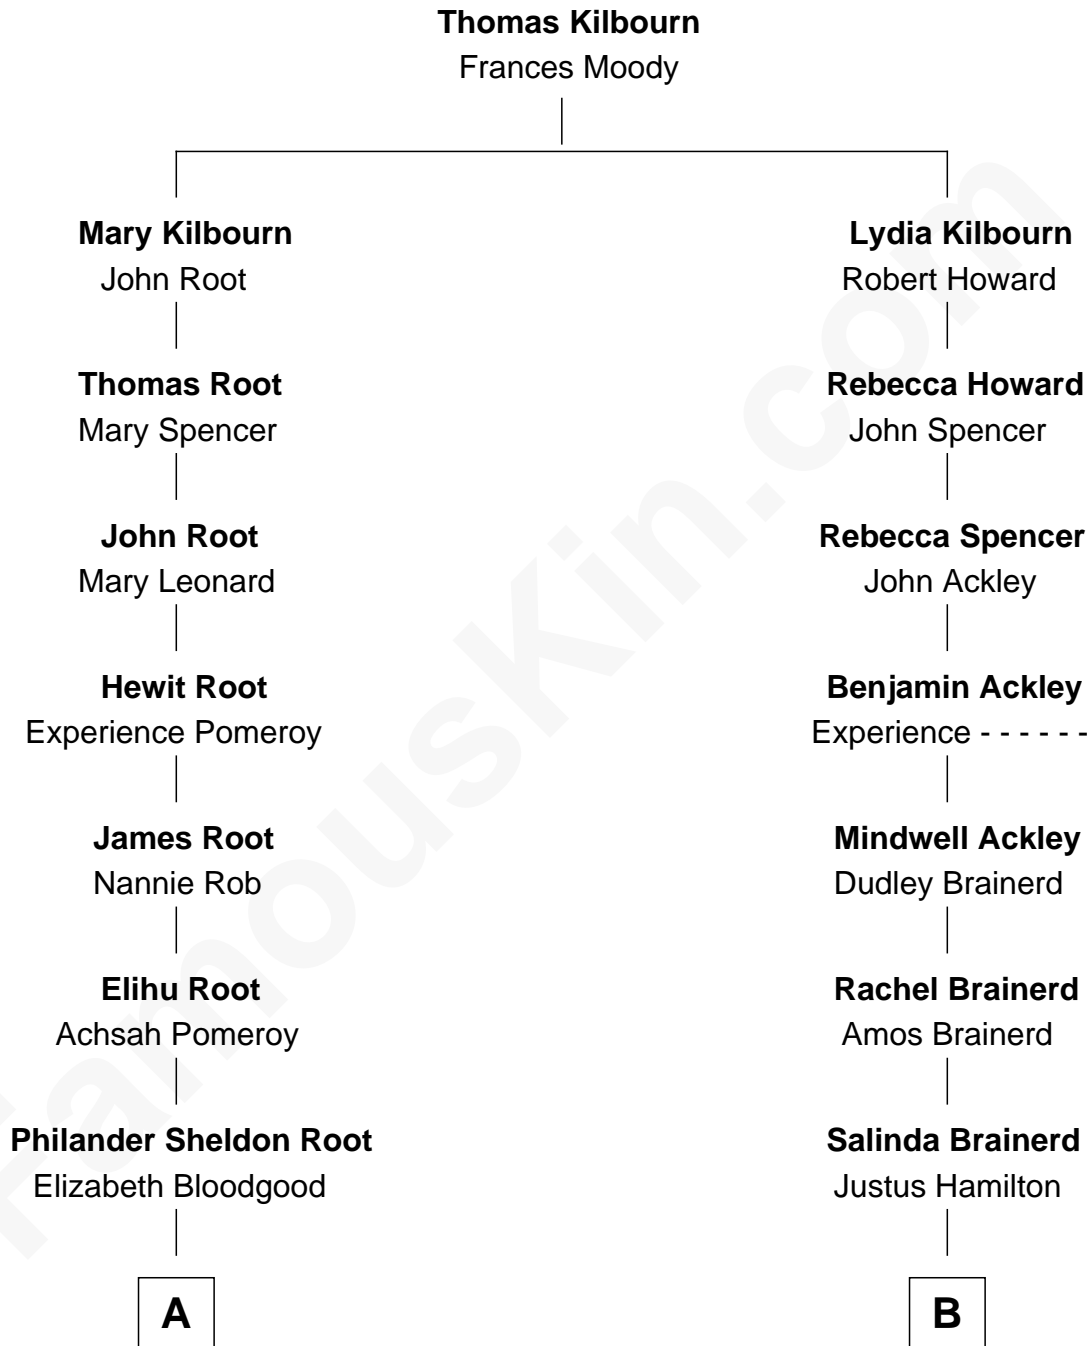 Thomas Kilbourn
Frances Moody
Mary Kilbourn
John Root
Lydia Kilbourn
Robert Howard
Thomas Root
Mary Spencer
Rebecca Howard
John Spencer
John Root
Mary Leonard
Rebecca Spencer
John Ackley
Hewit Root
Experience Pomeroy
Benjamin Ackley
Experience - - - - - -
James Root
Nannie Rob
Mindwell Ackley
Dudley Brainerd
Elihu Root
Achsah Pomeroy
Rachel Brainerd
Amos Brainerd
Philander Sheldon Root
Elizabeth Bloodgood
Salinda Brainerd
Justus Hamilton
A
B
FamousKin.com